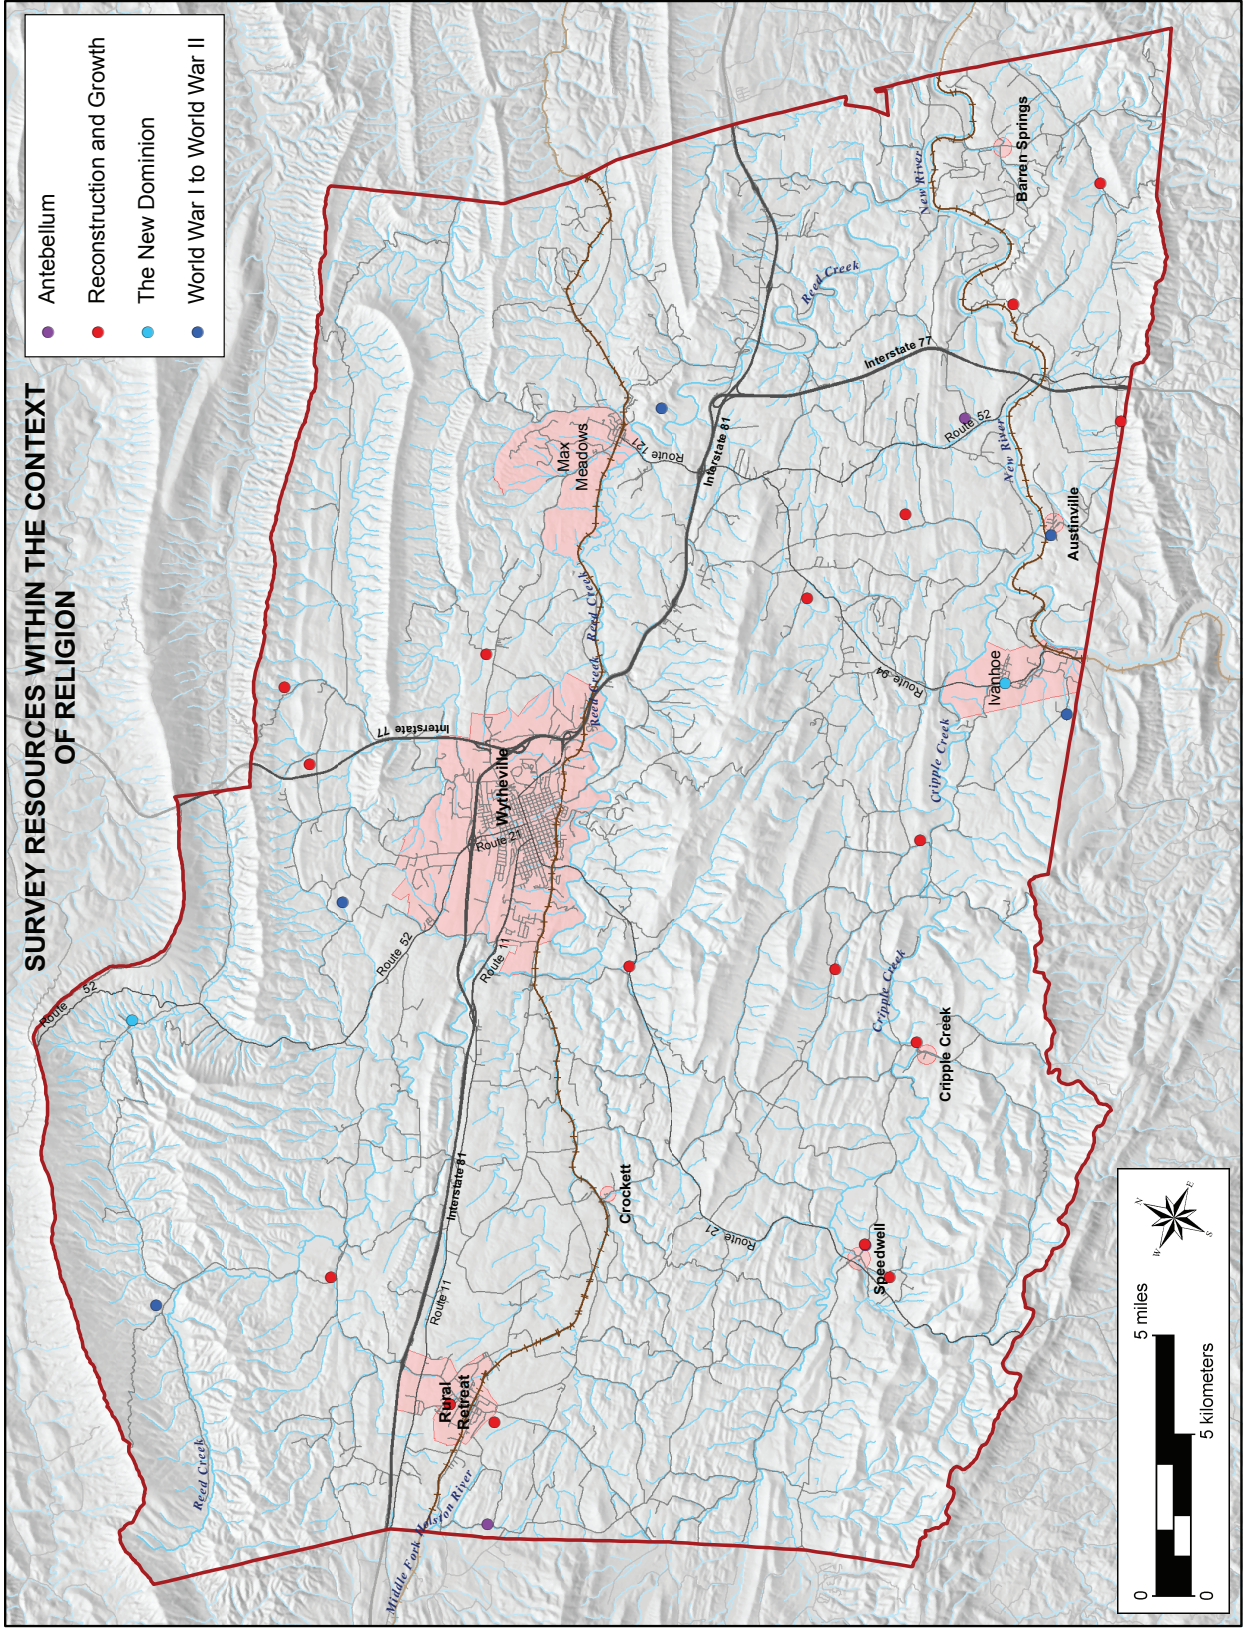 SURVEY RESOURCES WITHIN THE CONTEXT
OF RELIGION
Antebellum
Reconstruction and Growth
The New Dominion
World War I to World War II
Route 52
Route 52
Interstate 77
Wytheville
Route 21
Route 11
Reed Creek
Reed Creek
Max
Meadows
Route 121
Interstate 81
Reed Creek
Interstate 77
New River
Barren Springs
Route 52
New River
Austinville
Route 94
Ivanhoe
Cripple Creek
Cripple Creek
Cripple Creek
Interstate 81
Route 11
Crockett
Route 21
Speedwell
Rural
Retreat
Reed Creek
Middle Fork Holston River
N
E
S
W
0
5 miles
0
5 kilometers